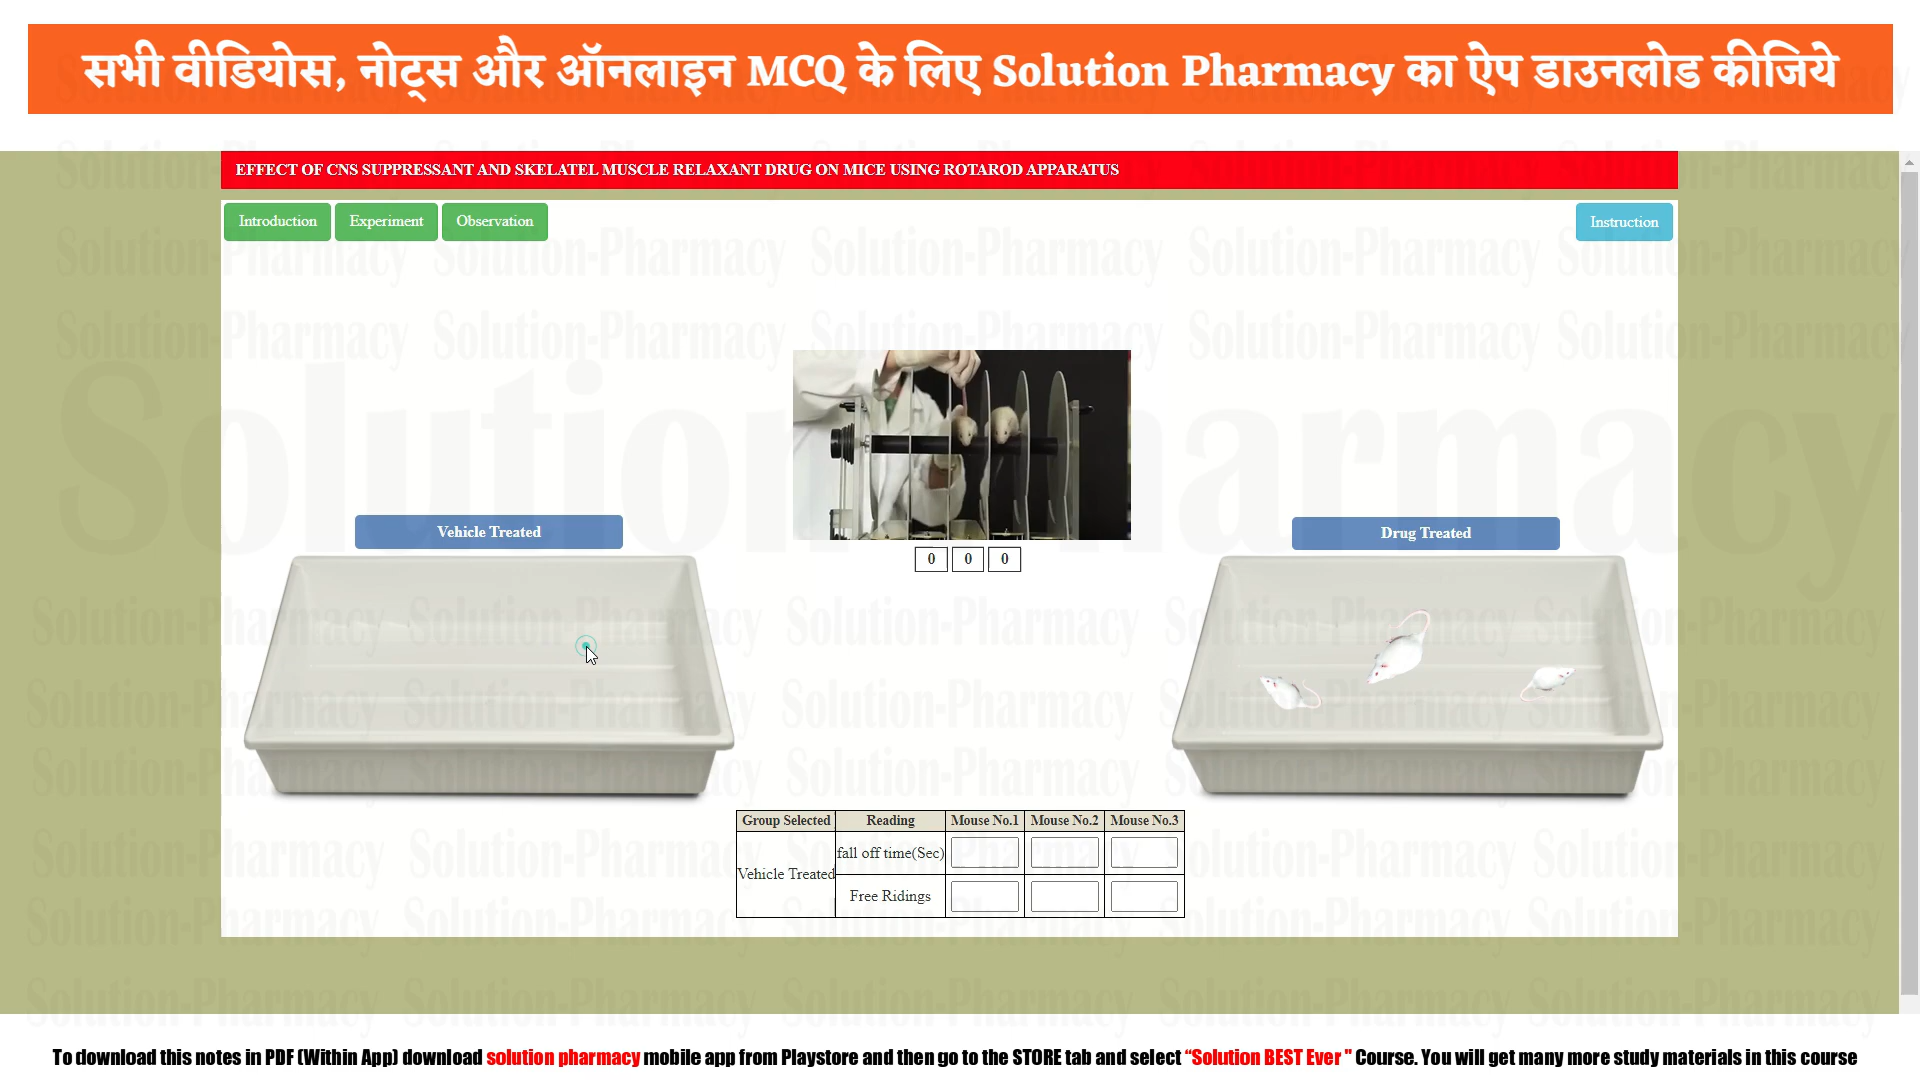 सभी वीडियोस, नोट्स और ऑनलाइन MCQ के लिए Solution Pharmacy का ऐप डाउनलोड कीजिये
EFFECT OF CNS SUPPRESSANT AND SKELATEL MUSCLE RELAXANT DRUG ON MICE USING ROTAROD APPARATUS
Introduction Experiment Observation Instruction
Vehicle Treated
Drug Treated
0 0 0
Group Selected Reading Mouse No.1 Mouse No.2 Mouse No.3
Vehicle Treated
fall off time(Sec)
Free Ridings
Solution-Pharmacy
To download this notes in PDF (Within App) download solution pharmacy mobile app from Playstore and then go to the STORE tab and select “Solution BEST Ever " Course. You will get many more study materials in this course